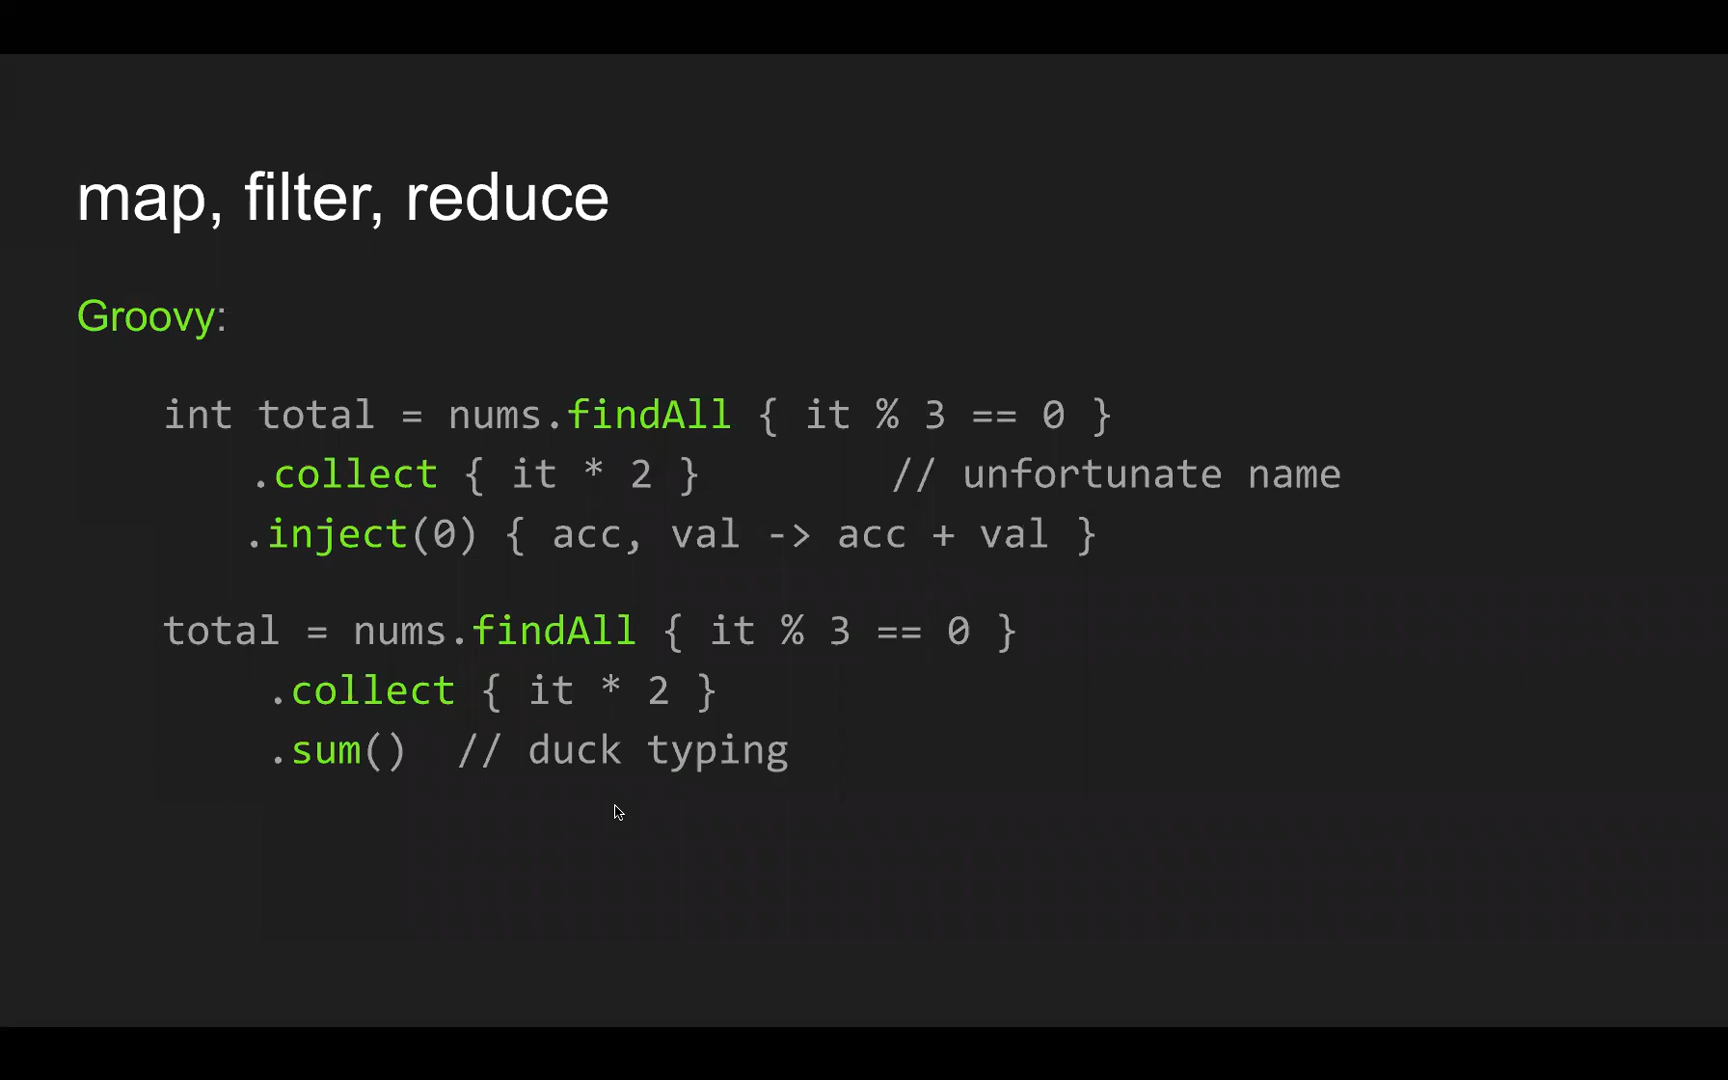 map, filter, reduce
Groovy:
int total = nums.findAll { it % 3 == 0 }
.collect { it * 2 } // unfortunate name
.inject(0) { acc, val -> acc + val }
total = nums.findAll { it % 3 == 0 }
.collect { it * 2 }
.sum() // duck typing